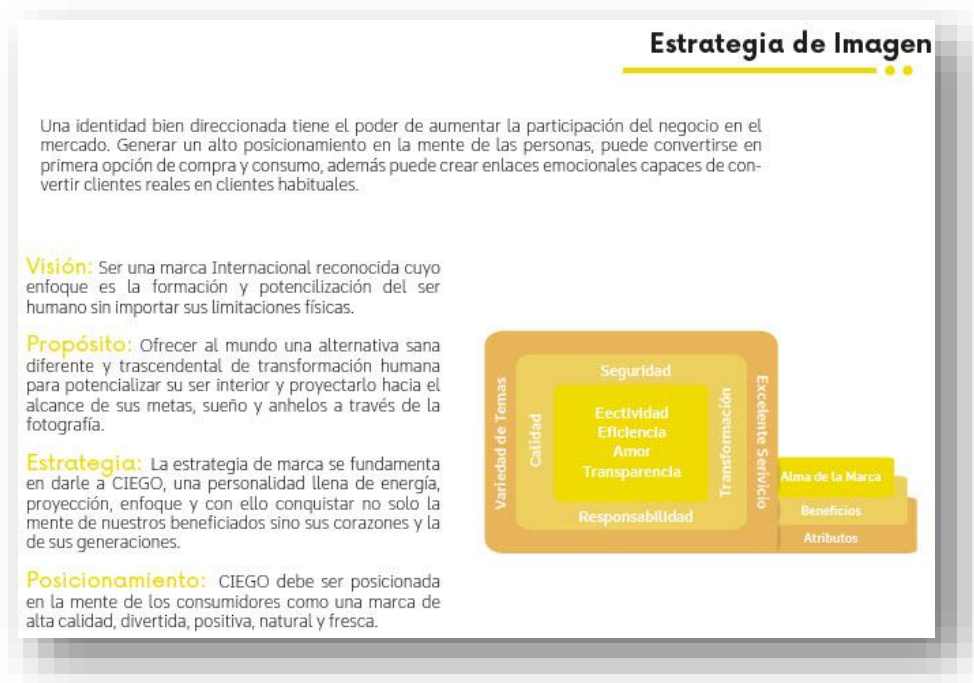 Estrategia de Imagen
Una identidad bien direccionada tiene el poder de aumentar la participación del negocio en el
mercado. Generar un alto posicionamiento en la mente de las personas, puede convertirse en
primera opción de compra y consumo, además puede crear enlaces emocionales capaces de con-
vertir clientes reales en clientes habituales.
Visión: Ser una marca Internacional reconocida cuyo
enfoque es la formación y potencilización del ser
humano sin importar sus limitaciones físicas.
Propósito: Ofrecer al mundo una alternativa sana
diferente y trascendental de transformación humana
para potencializar su ser interior y proyectarlo hacia el
alcance de sus metas, sueño y anhelos a través de la
fotografía.
Estrategia: La estrategia de marca se fundamenta
en darle a CIEGO, una personalidad llena de energía,
proyección, enfoque y con ello conquistar no solo la
mente de nuestros beneficiados sino sus corazones y la
de sus generaciones.
Posicionamiento: CIEGO debe ser posicionada
en la mente de los consumidores como una marca de
alta calidad, divertida, positiva, natural y fresca.
Variedad de Temas
Calidad
Seguridad
Eectividad
Eficiencia
Amor
Transparencia
Responsabilidad
Transformación
Excelente Serivicio
Alma de la Marca
Beneficios
Atributos